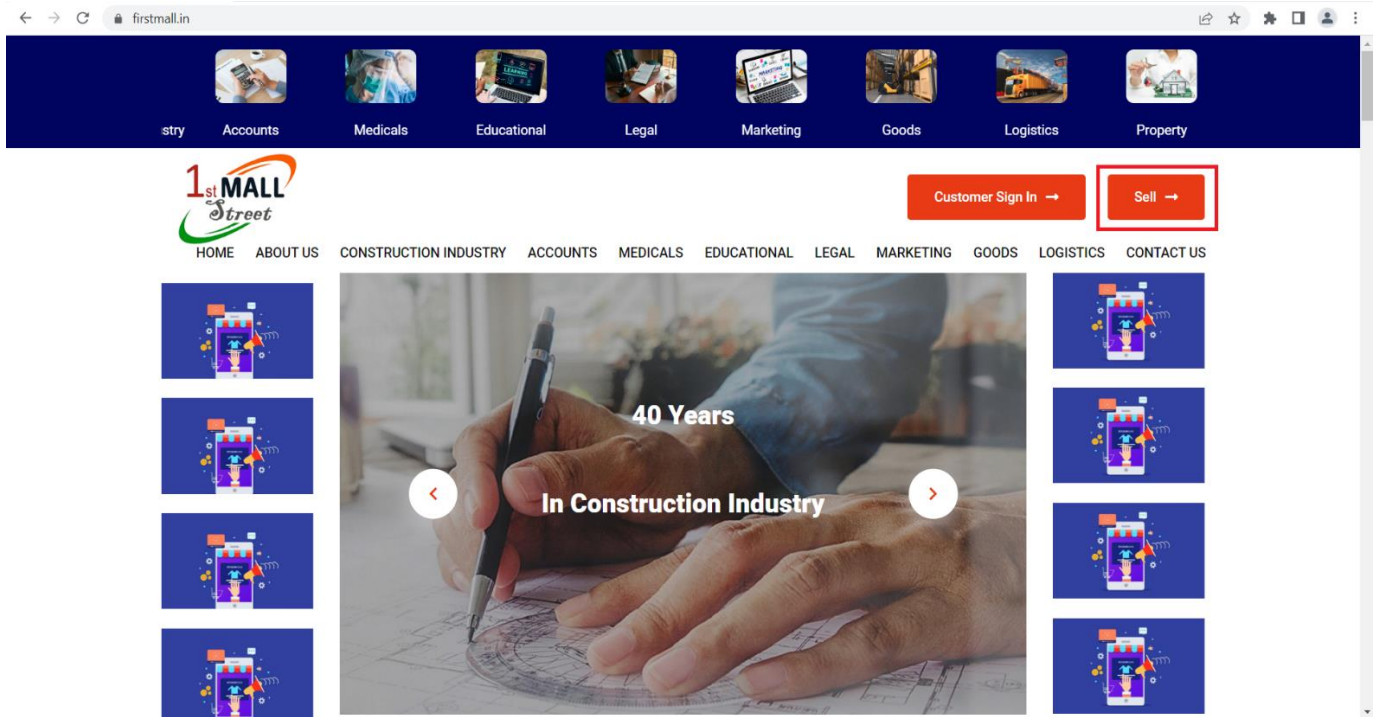 firstmall.in
stry Accounts Medicals Educational Legal Marketing Goods Logistics Property
1st MALL
Street
Customer Sign In → Sell →
HOME ABOUT US CONSTRUCTION INDUSTRY ACCOUNTS MEDICALS EDUCATIONAL LEGAL MARKETING GOODS LOGISTICS CONTACT US
40 Years
In Construction Industry